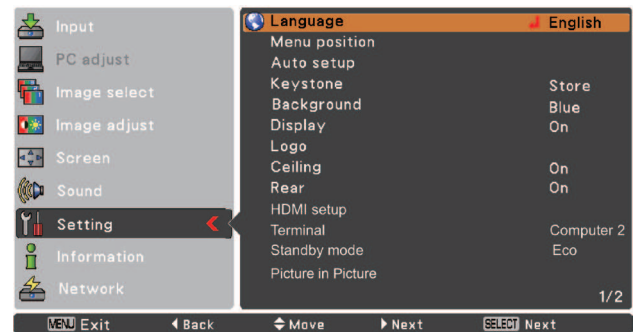 Input
PC adjust
Image select
Image adjust
Screen
Sound
Setting
Information
Network
Language English
Menu position
Auto setup
Keystone Store
Background Blue
Display On
Logo
Ceiling On
Rear On
HDMI setup
Terminal Computer 2
Standby mode Eco
Picture in Picture
1/2
MENU Exit Back Move Next SELECT Next